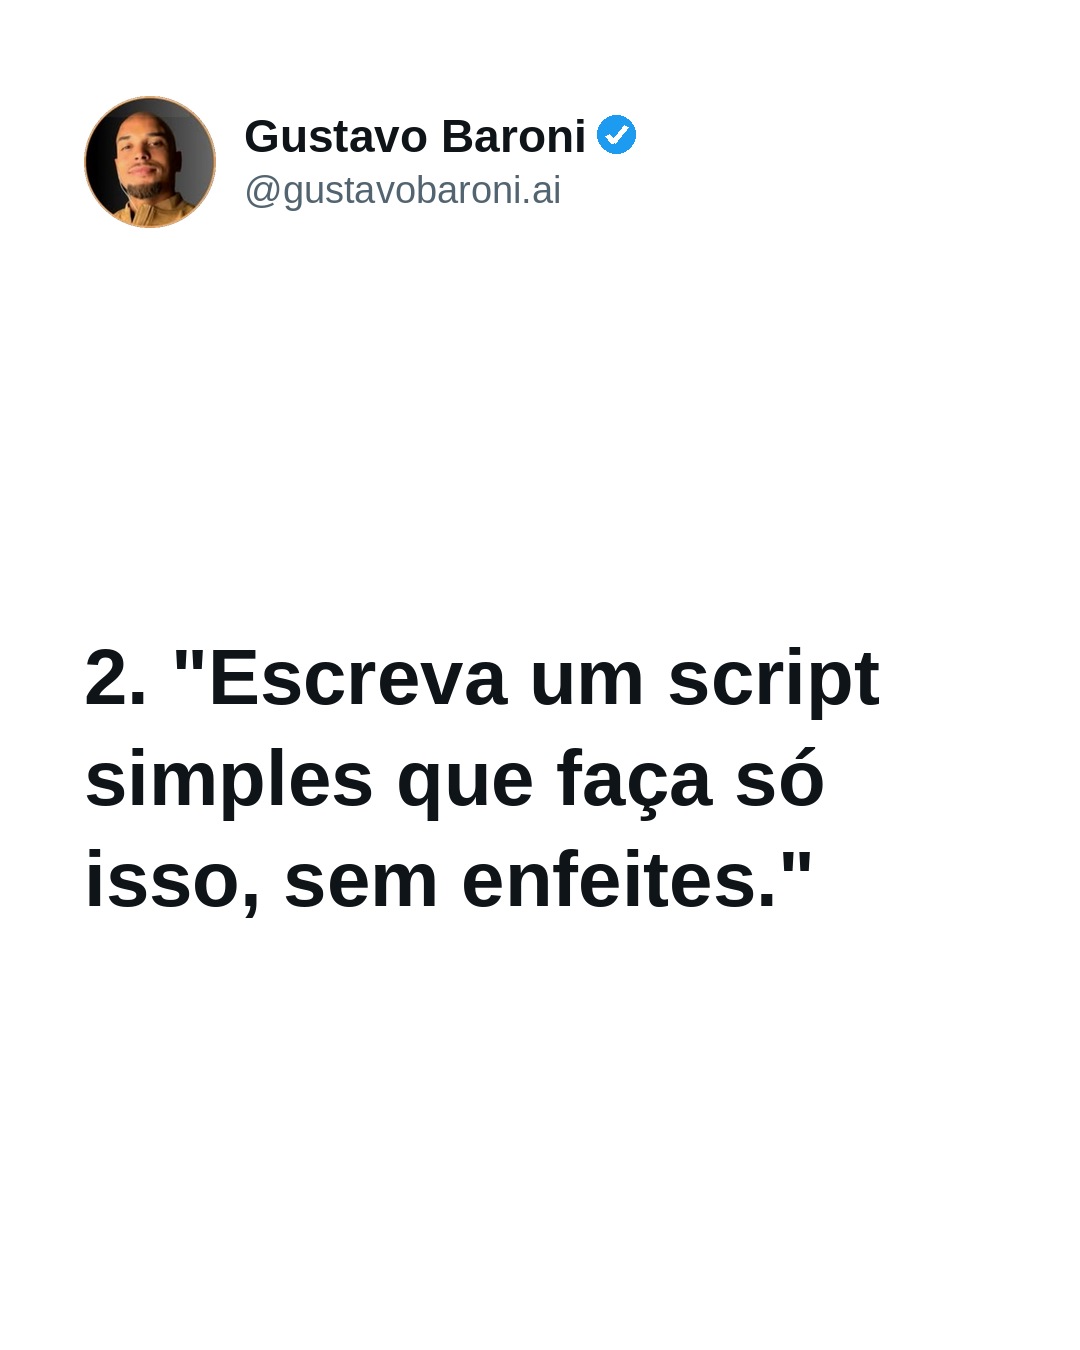 Gustavo Baroni
@gustavobaroni.ai
2. "Escreva um script
simples que faça só
isso, sem enfeites."